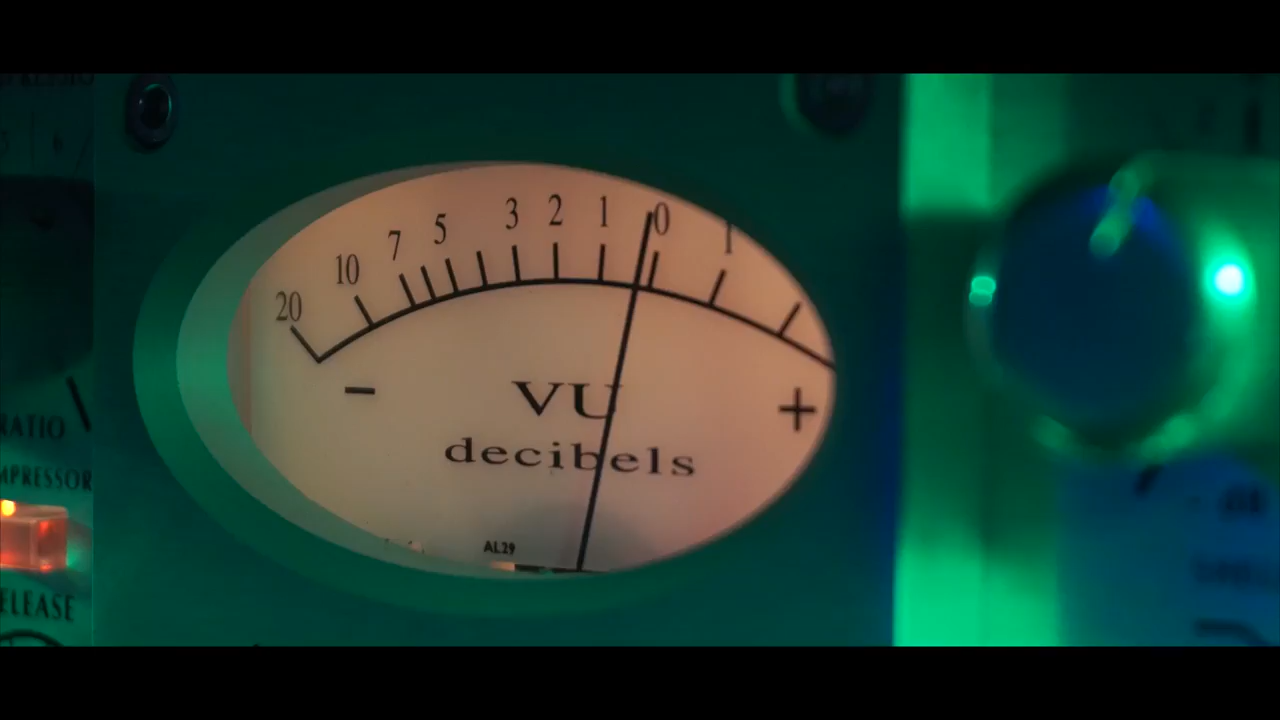 20 10 7 5 3 2 1 0 1
- +
VU
decibels
AL29
RATIO
MPRESSOR
ELEASE